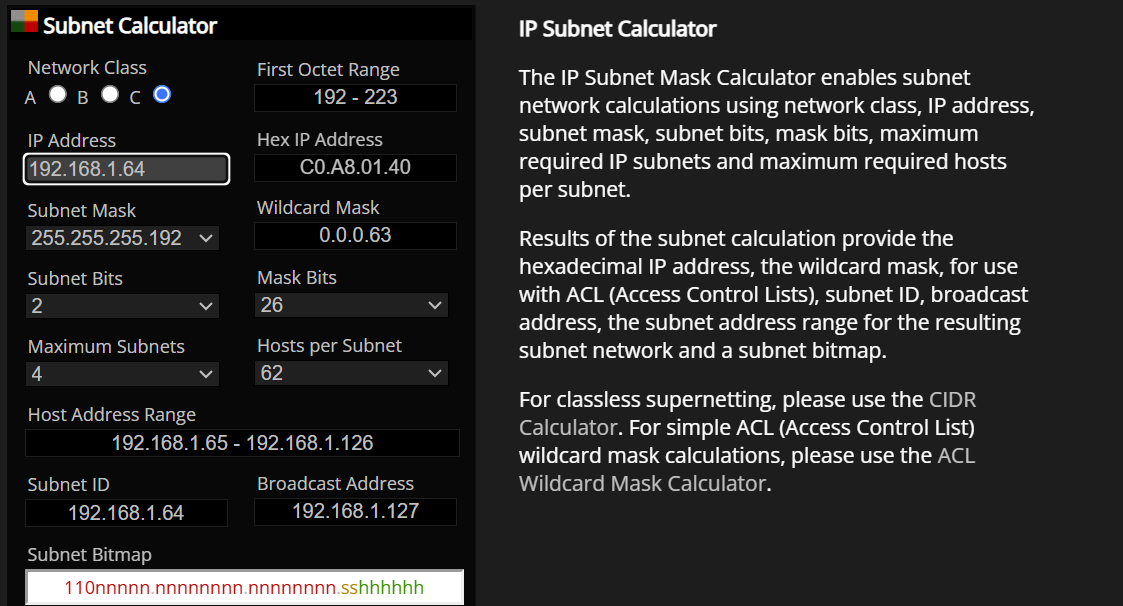 Subnet Calculator
Network Class
A B C
First Octet Range
192 - 223
IP Address
192.168.1.64
Hex IP Address
C0.A8.01.40
Subnet Mask
255.255.255.192
Wildcard Mask
0.0.0.63
Subnet Bits
2
Mask Bits
26
Maximum Subnets
4
Hosts per Subnet
62
Host Address Range
192.168.1.65 - 192.168.1.126
Subnet ID
192.168.1.64
Broadcast Address
192.168.1.127
Subnet Bitmap
110nnnnn.nnnnnnnn.nnnnnnnn.sshhhhhh
IP Subnet Calculator
The IP Subnet Mask Calculator enables subnet
network calculations using network class, IP address,
subnet mask, subnet bits, mask bits, maximum
required IP subnets and maximum required hosts
per subnet.
Results of the subnet calculation provide the
hexadecimal IP address, the wildcard mask, for use
with ACL (Access Control Lists), subnet ID, broadcast
address, the subnet address range for the resulting
subnet network and a subnet bitmap.
For classless supernetting, please use the CIDR
Calculator. For simple ACL (Access Control List)
wildcard mask calculations, please use the ACL
Wildcard Mask Calculator.